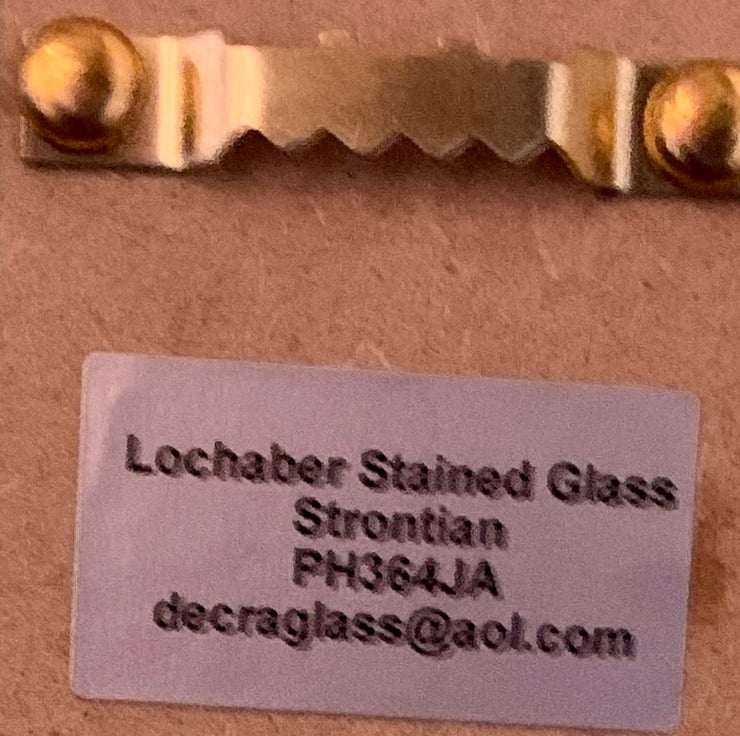 Lochaber Stained Glass
Strontian
PH364JA
decraglass@aol.com